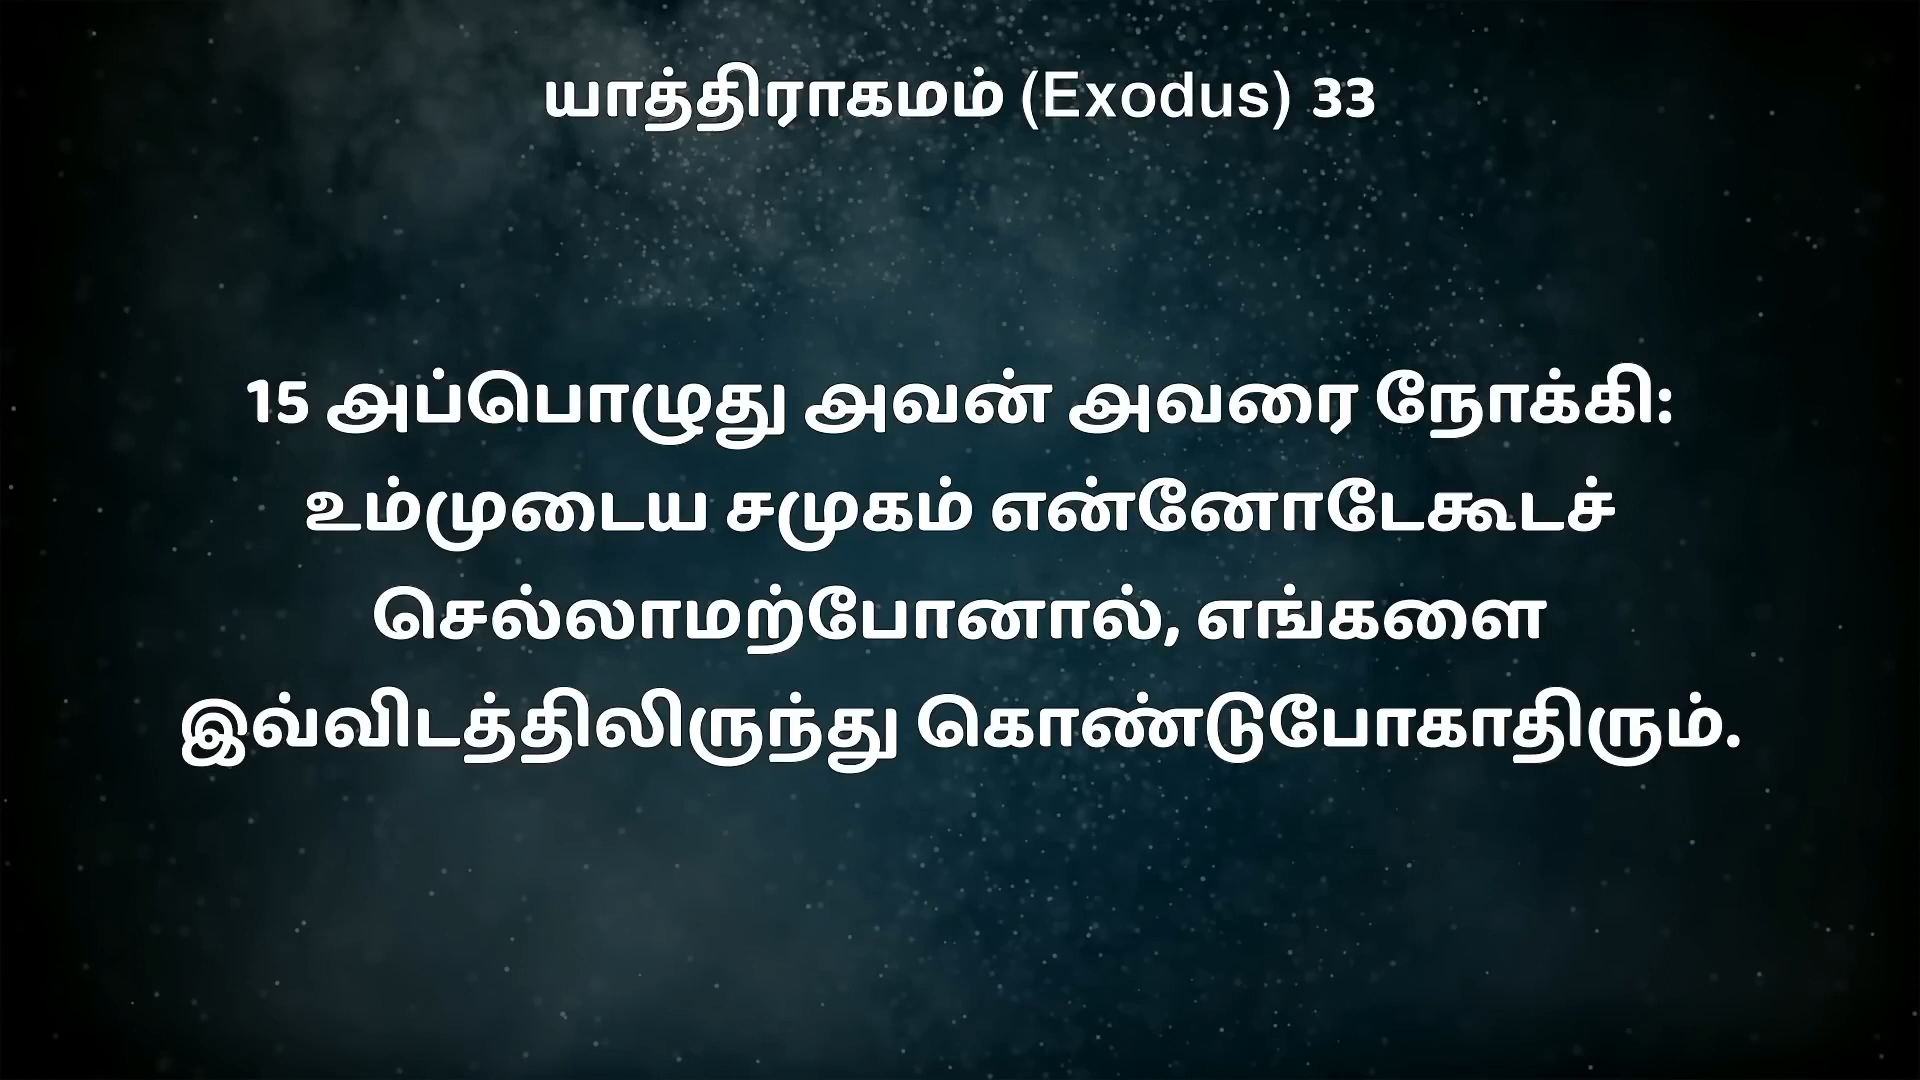 யாத்திராகமம் (Exodus) 33
15 அப்பொழுது அவன் அவரை நோக்கி:
உம்முடைய சமுகம் என்னோடேகூடச்
செல்லாமற்போனால், எங்களை
இவ்விடத்திலிருந்து கொண்டுபோகாதிரும்.